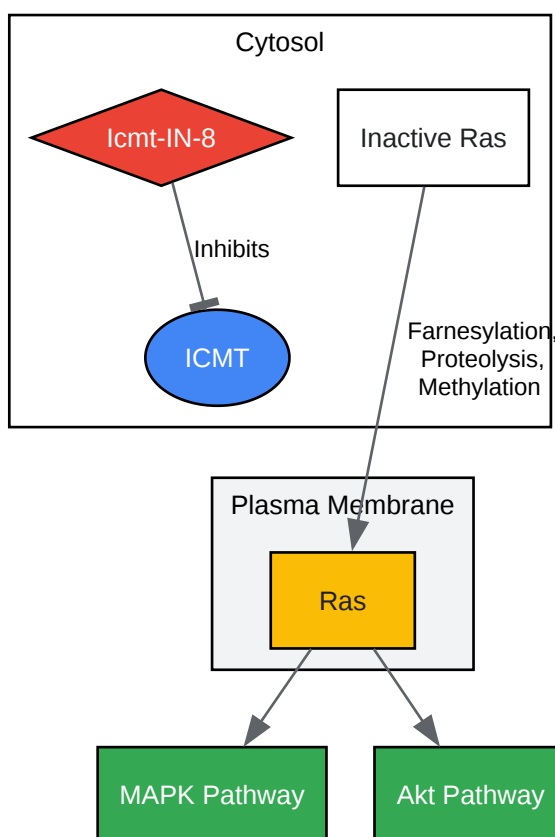 Cytosol
Icmt-IN-8
Inactive Ras
Inhibits
ICMT
Farnesylation,
Proteolysis,
Methylation
Plasma Membrane
Ras
MAPK Pathway
Akt Pathway